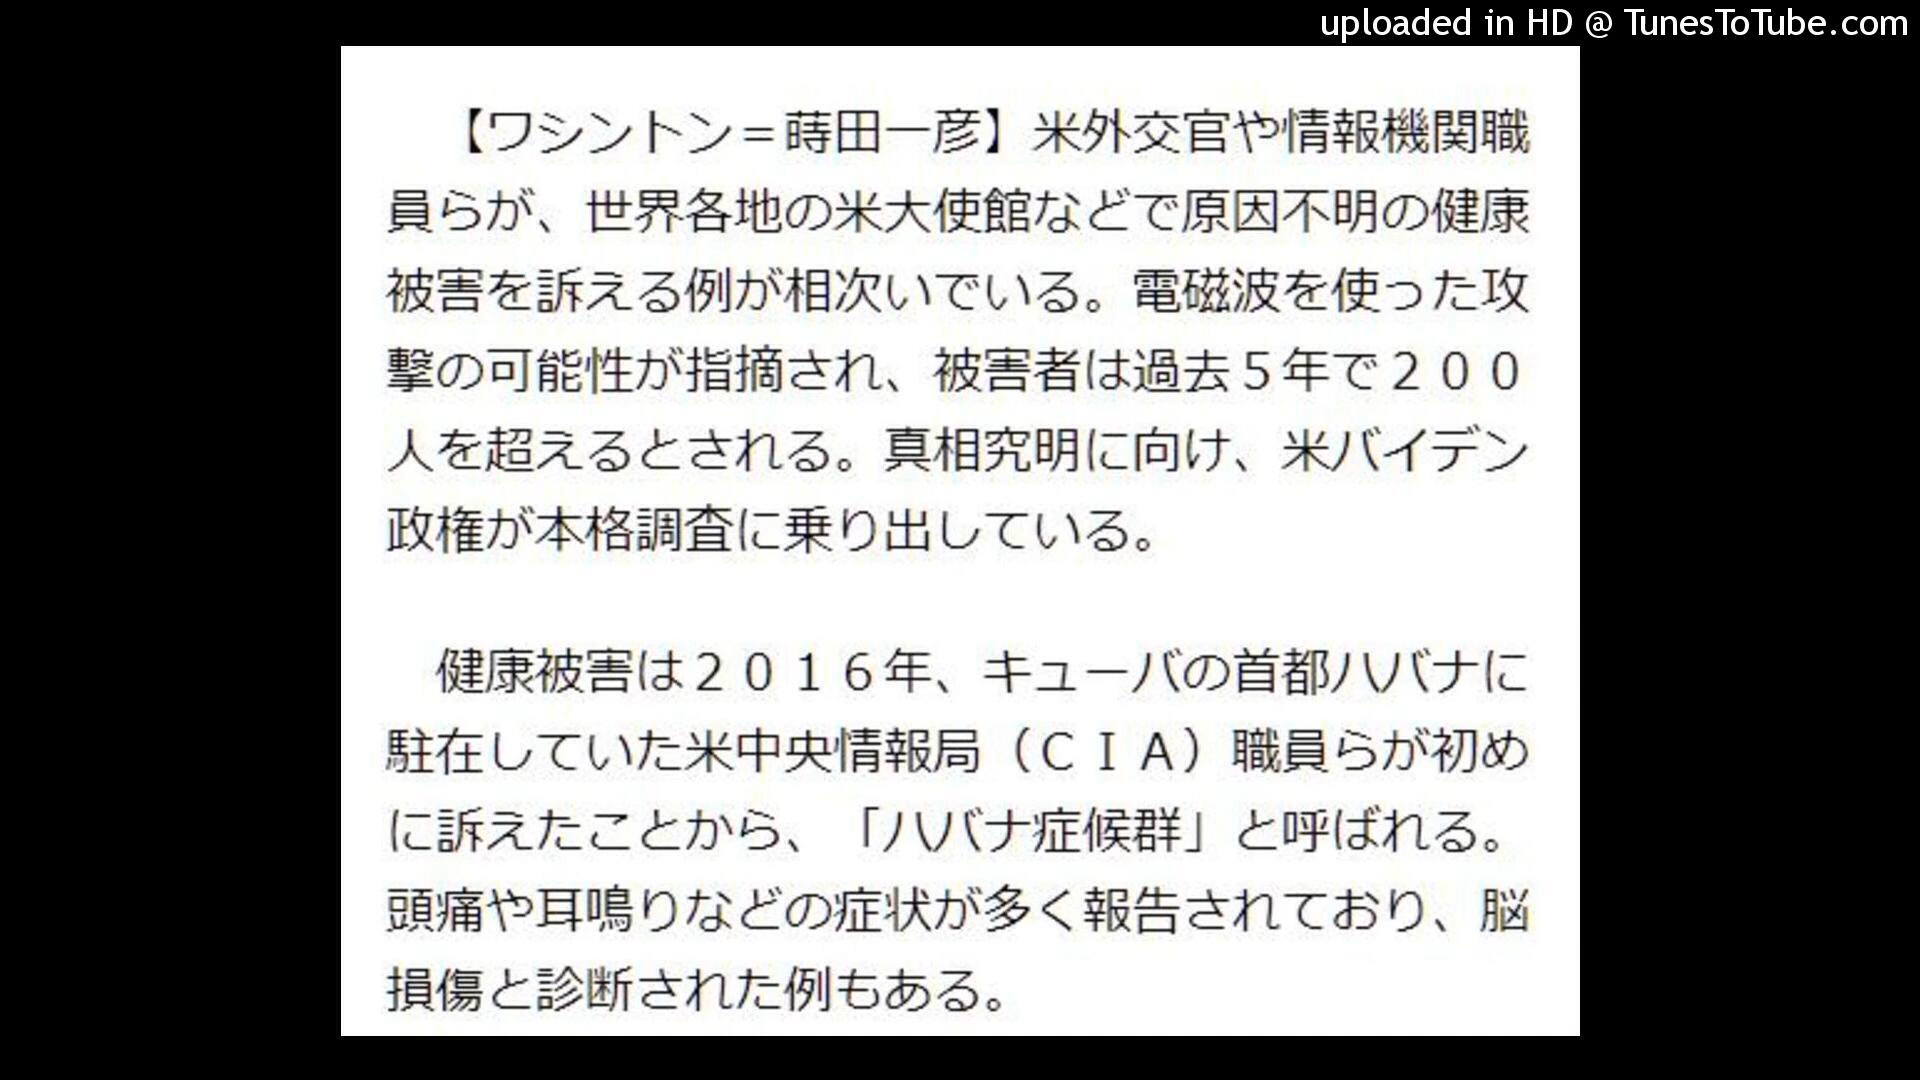 uploaded in HD @ TunesToTube.com
【ワシントン＝蒔田一彦】米外交官や情報機関職
員らが、世界各地の米大使館などで原因不明の健康
被害を訴える例が相次いでいる。電磁波を使った攻
撃の可能性が指摘され、被害者は過去５年で２００
人を超えるとされる。真相究明に向け、米バイデン
政権が本格調査に乗り出している。
健康被害は２０１６年、キューバの首都ハバナに
駐在していた米中央情報局（ＣＩＡ）職員らが初め
に訴えたことから、「ハバナ症候群」と呼ばれる。
頭痛や耳鳴りなどの症状が多く報告されており、脳
損傷と診断された例もある。